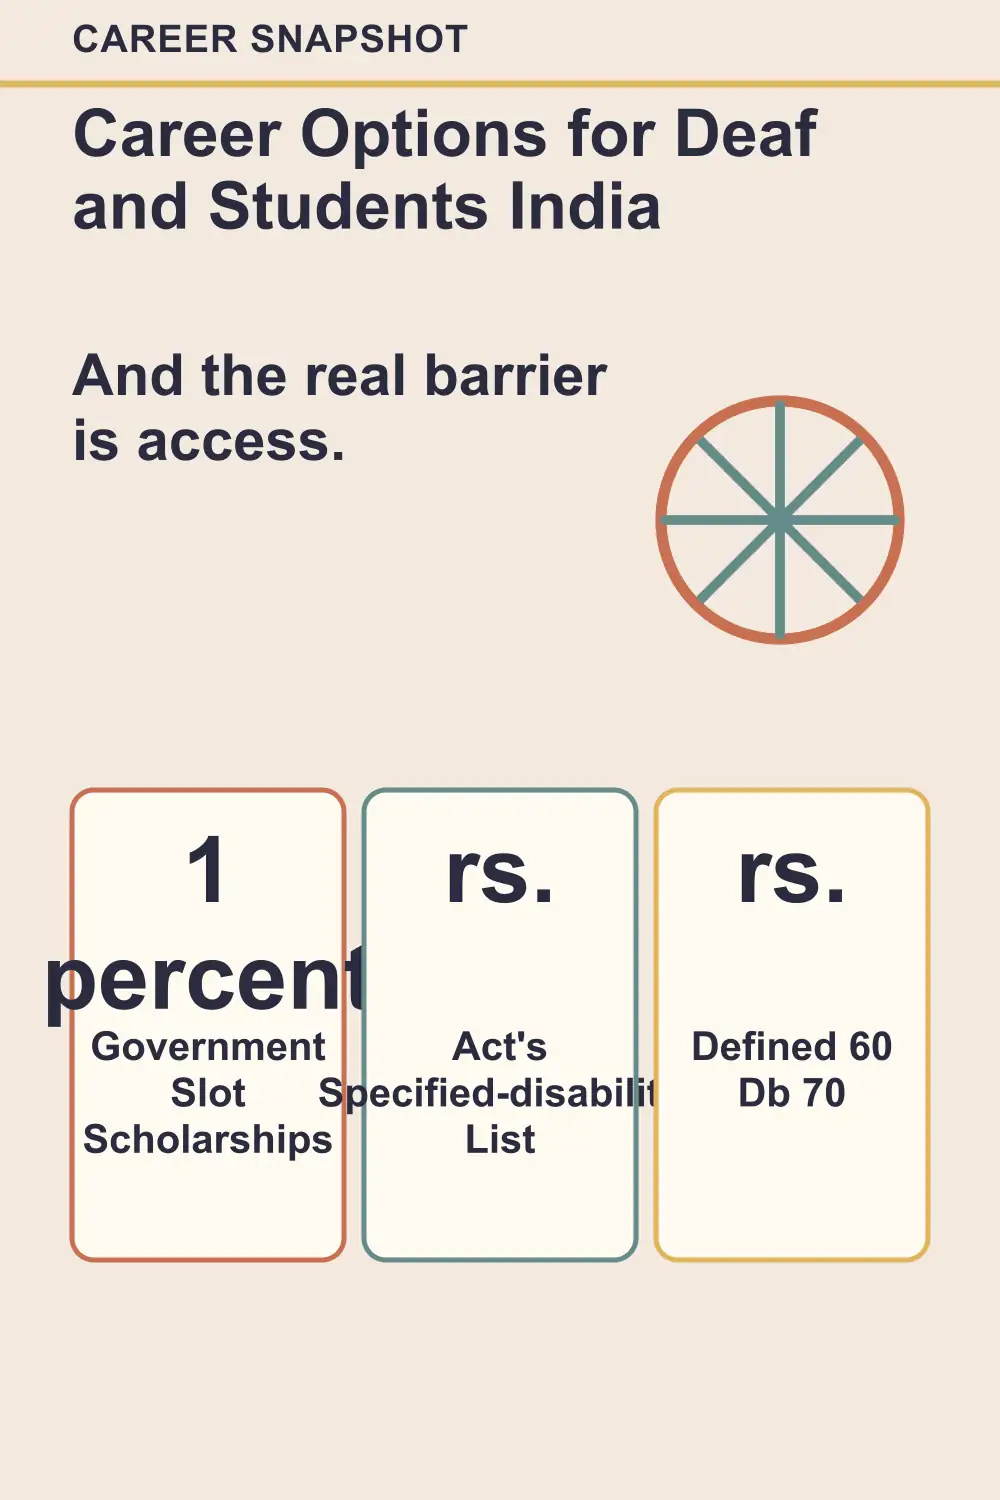 CAREER SNAPSHOT
Career Options for Deaf
and Students India
And the real barrier
is access.
1
percent
Government
Slot
Scholarships
rs.
Act's
Specified-disabilit
List
rs.
Defined 60
Db 70